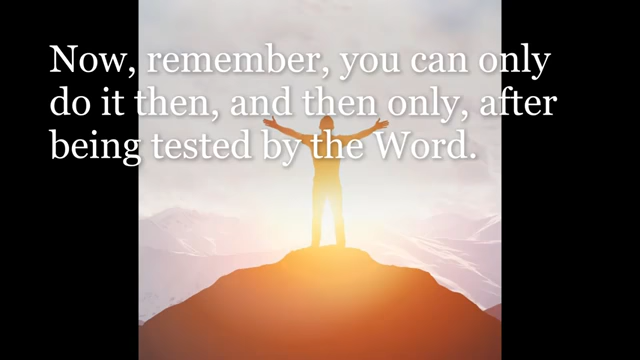 Now, remember, you can only
do it then, and then only, after
being tested by the Word.